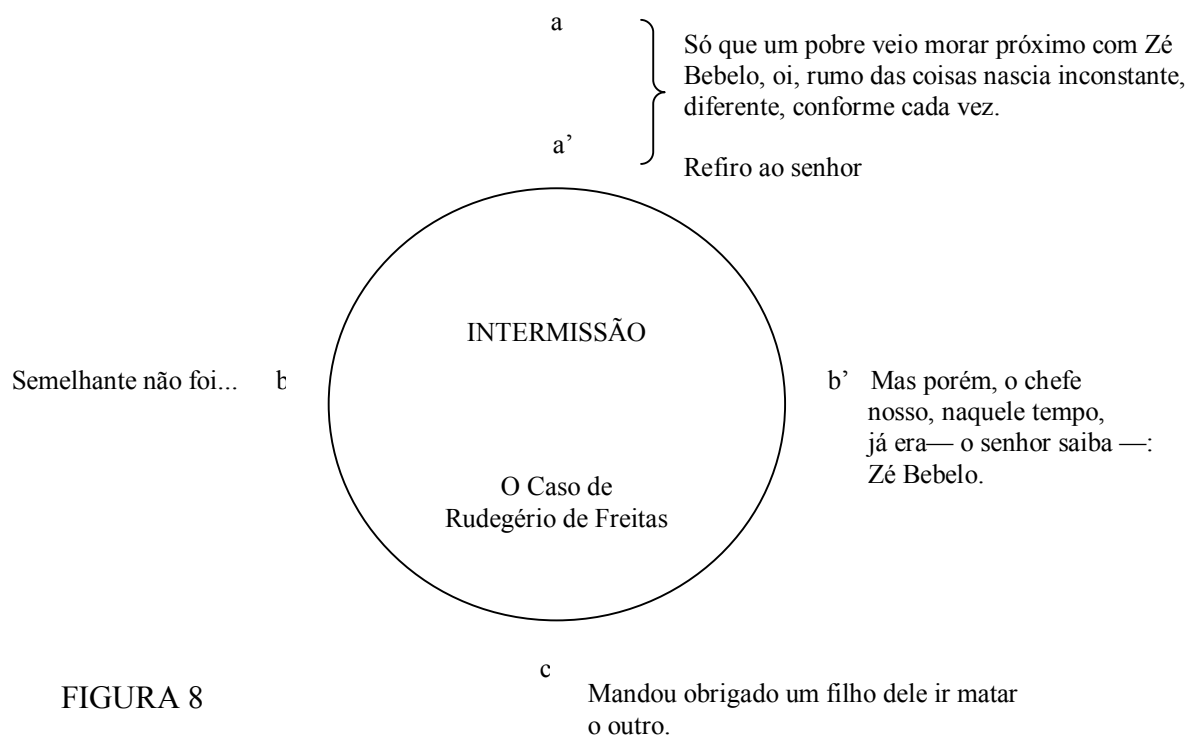 a
Só que um pobre veio morar próximo com Zé
Bebelo, oi, rumo das coisas nascia inconstante,
diferente, conforme cada vez.
a’
Refiro ao senhor
INTERMISSÃO
Semelhante não foi... b
b’ Mas porém, o chefe
nosso, naquele tempo,
já era— o senhor saiba —:
Zé Bebelo.
O Caso de
Rudegério de Freitas
c
FIGURA 8
Mandou obrigado um filho dele ir matar
o outro.